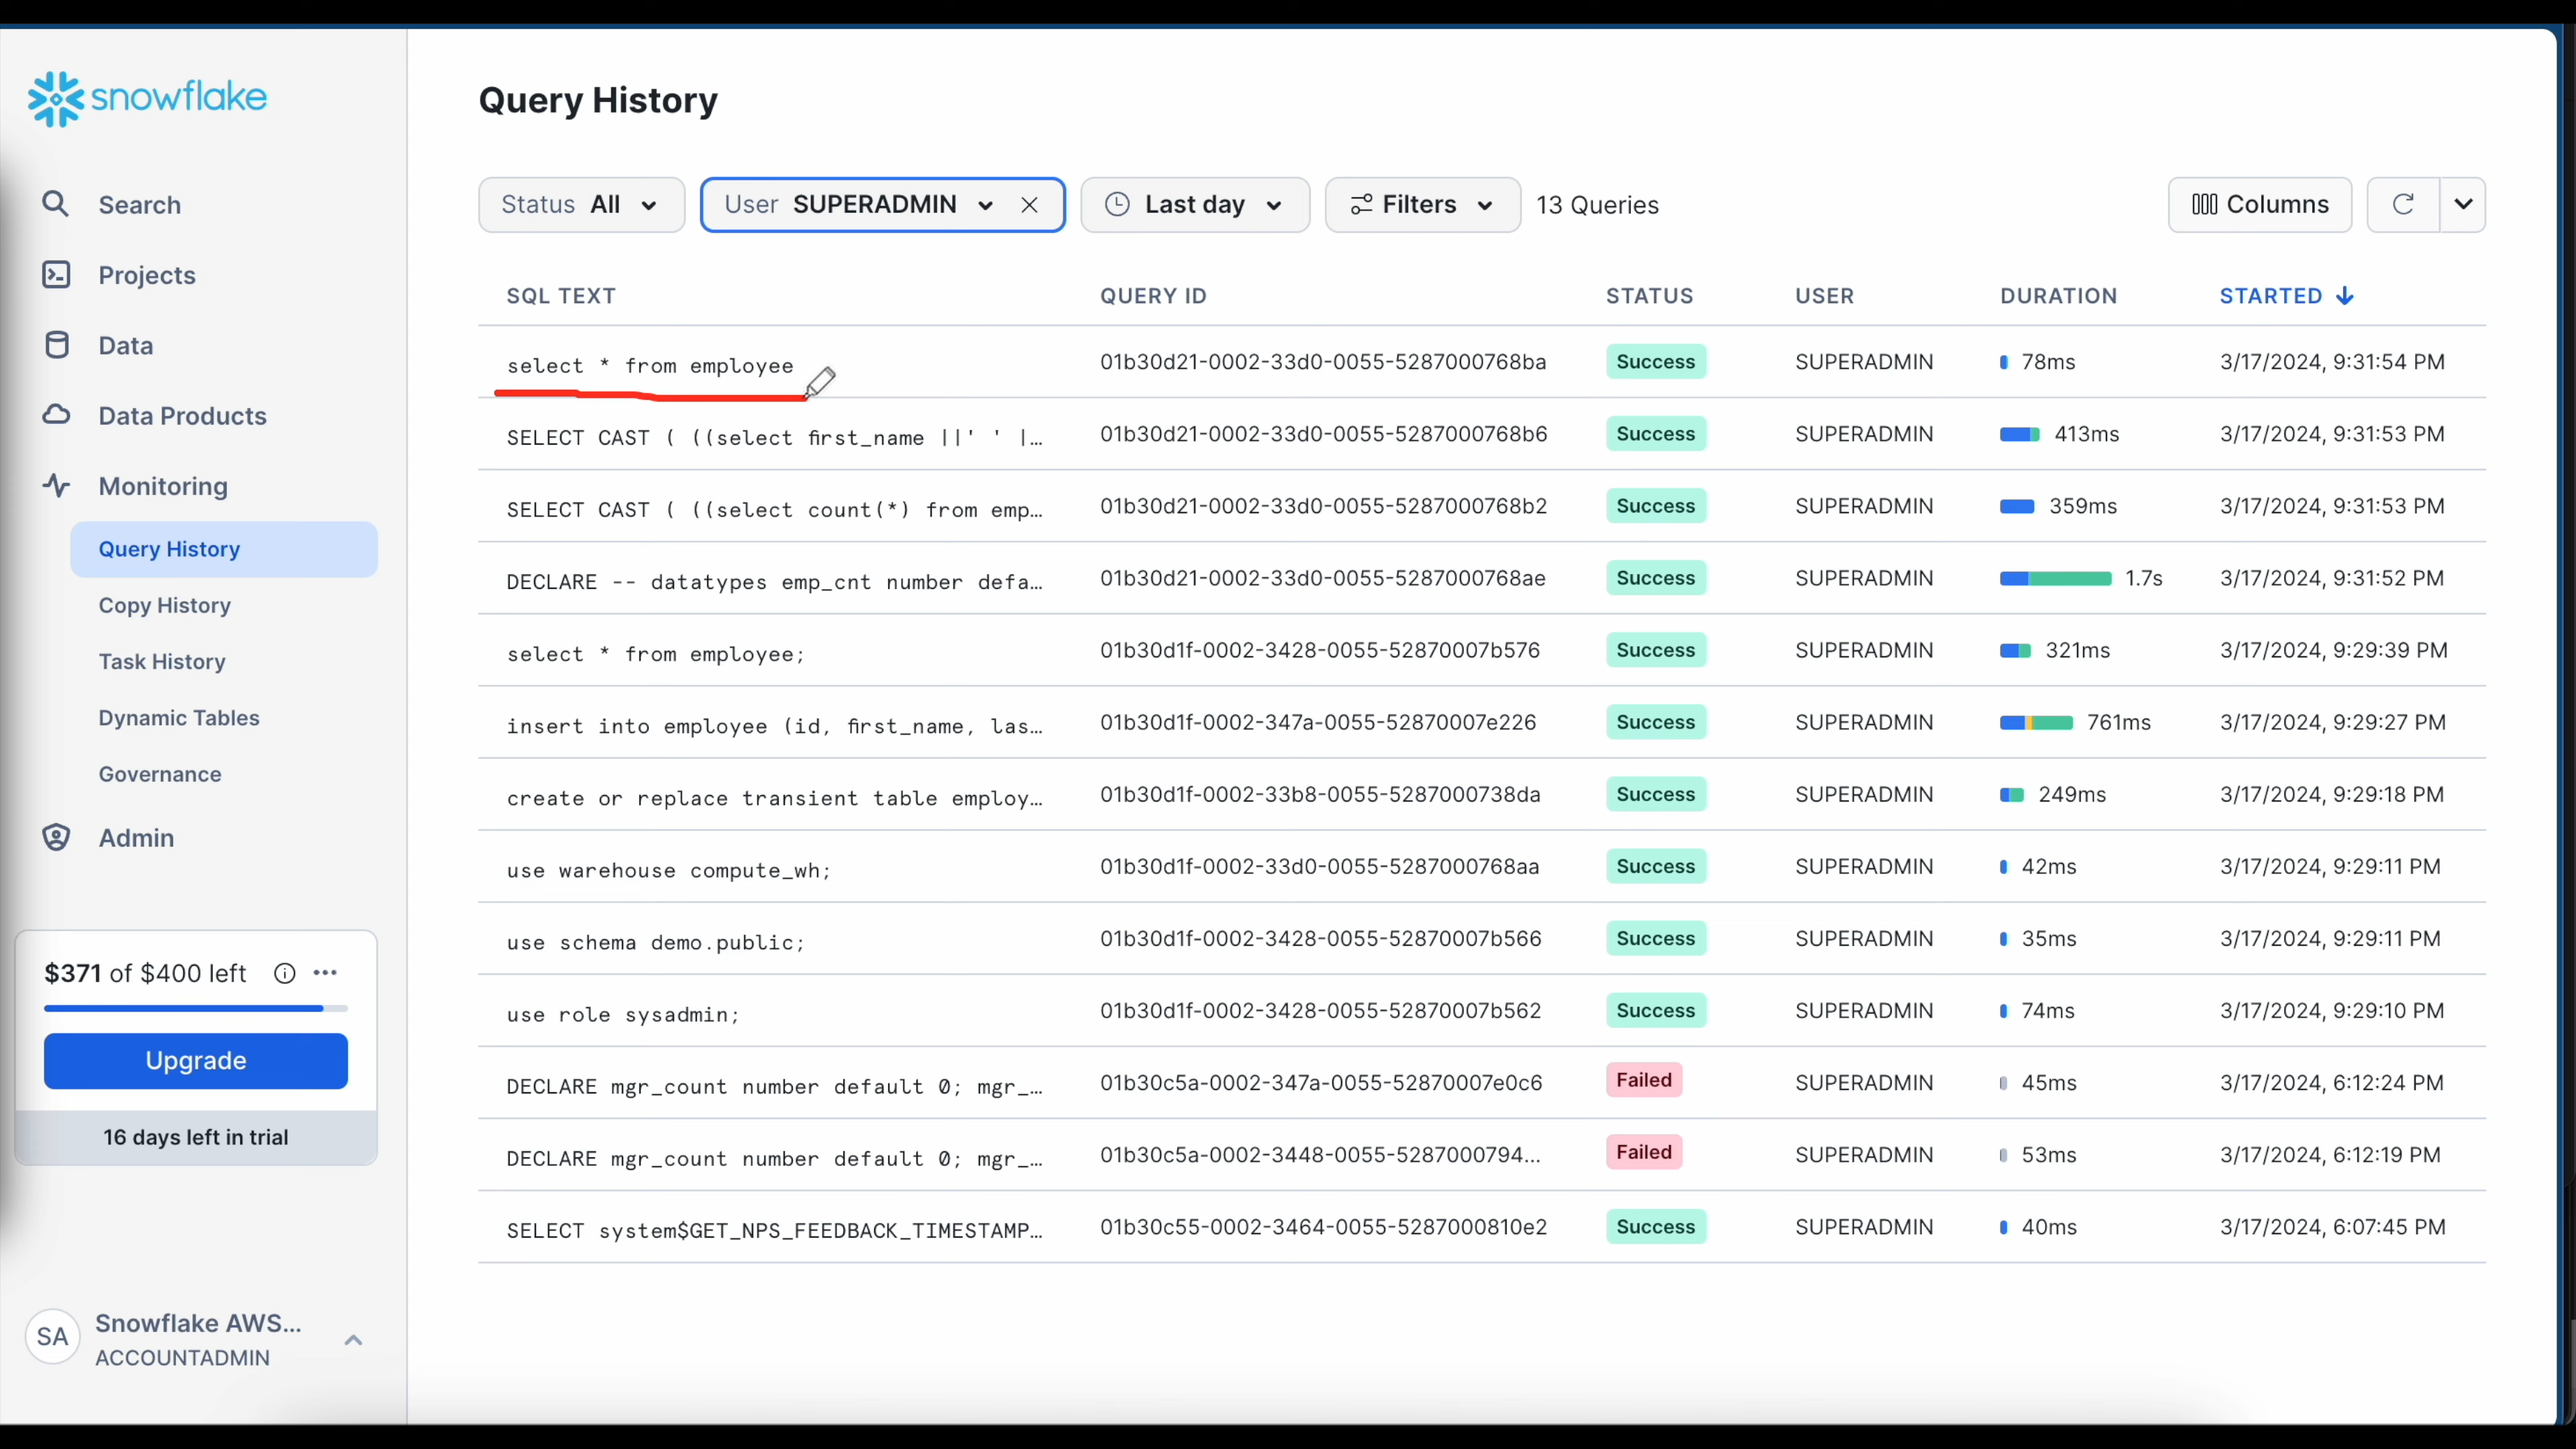 snowflake
Search
Projects
Data
Data Products
Monitoring
Query History
Copy History
Task History
Dynamic Tables
Governance
Admin
$371 of $400 left
Upgrade
16 days left in trial
SA
Snowflake AWS...
ACCOUNTADMIN
Query History
Status All User SUPERADMIN Last day Filters 13 Queries Columns
SQL TEXT QUERY ID STATUS USER DURATION STARTED
select * from employee 01b30d21-0002-33d0-0055-5287000768ba Success SUPERADMIN 78ms 3/17/2024, 9:31:54 PM
SELECT CAST ( ((select first_name ||' ' |... 01b30d21-0002-33d0-0055-5287000768b6 Success SUPERADMIN 413ms 3/17/2024, 9:31:53 PM
SELECT CAST ( ((select count(*) from emp... 01b30d21-0002-33d0-0055-5287000768b2 Success SUPERADMIN 359ms 3/17/2024, 9:31:53 PM
DECLARE -- datatypes emp_cnt number defa... 01b30d21-0002-33d0-0055-5287000768ae Success SUPERADMIN 1.7s 3/17/2024, 9:31:52 PM
select * from employee; 01b30d1f-0002-3428-0055-52870007b576 Success SUPERADMIN 321ms 3/17/2024, 9:29:39 PM
insert into employee (id, first_name, las... 01b30d1f-0002-347a-0055-52870007e226 Success SUPERADMIN 761ms 3/17/2024, 9:29:27 PM
create or replace transient table employ... 01b30d1f-0002-33b8-0055-5287000738da Success SUPERADMIN 249ms 3/17/2024, 9:29:18 PM
use warehouse compute_wh; 01b30d1f-0002-33d0-0055-5287000768aa Success SUPERADMIN 42ms 3/17/2024, 9:29:11 PM
use schema demo.public; 01b30d1f-0002-3428-0055-52870007b566 Success SUPERADMIN 35ms 3/17/2024, 9:29:11 PM
use role sysadmin; 01b30d1f-0002-3428-0055-52870007b562 Success SUPERADMIN 74ms 3/17/2024, 9:29:10 PM
DECLARE mgr_count number default 0; mgr_... 01b30c5a-0002-347a-0055-52870007e0c6 Failed SUPERADMIN 45ms 3/17/2024, 6:12:24 PM
DECLARE mgr_count number default 0; mgr_... 01b30c5a-0002-3448-0055-5287000794... Failed SUPERADMIN 53ms 3/17/2024, 6:12:19 PM
SELECT system$GET_NPS_FEEDBACK_TIMESTAMP... 01b30c55-0002-3464-0055-5287000810e2 Success SUPERADMIN 40ms 3/17/2024, 6:07:45 PM